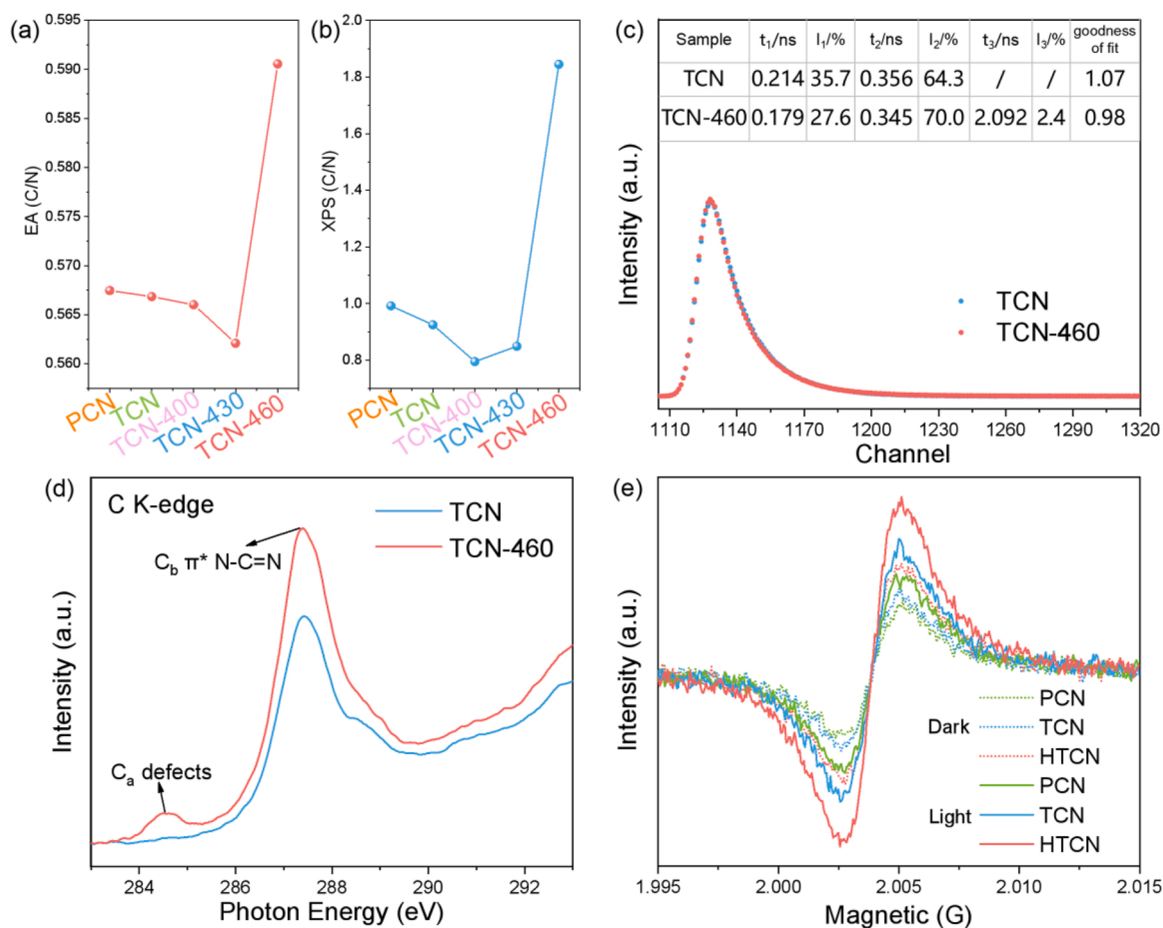 (a)
EA (C/N)
0.595
0.590
0.585
0.580
0.575
0.570
0.565
0.560
PCN
TCN
TCN-400
TCN-430
TCN-460
(b)
XPS (C/N)
2.0
1.8
1.6
1.4
1.2
1.0
0.8
PCN
TCN
TCN-400
TCN-430
TCN-460
(c)
Sample t₁/ns I₁/% t₂/ns I₂/% t₃/ns I₃/% goodness of fit
TCN 0.214 35.7 0.356 64.3 / / 1.07
TCN-460 0.179 27.6 0.345 70.0 2.092 2.4 0.98
Intensity (a.u.)
TCN
TCN-460
1110 1140 1170 1200 1230 1260 1290 1320
Channel
(d)
C K-edge
TCN
TCN-460
C_b π* N-C=N
C_a defects
Intensity (a.u.)
284 286 288 290 292
Photon Energy (eV)
(e)
Intensity (a.u.)
Dark
PCN
TCN
HTCN
Light
PCN
TCN
HTCN
1.995 2.000 2.005 2.010 2.015
Magnetic (G)